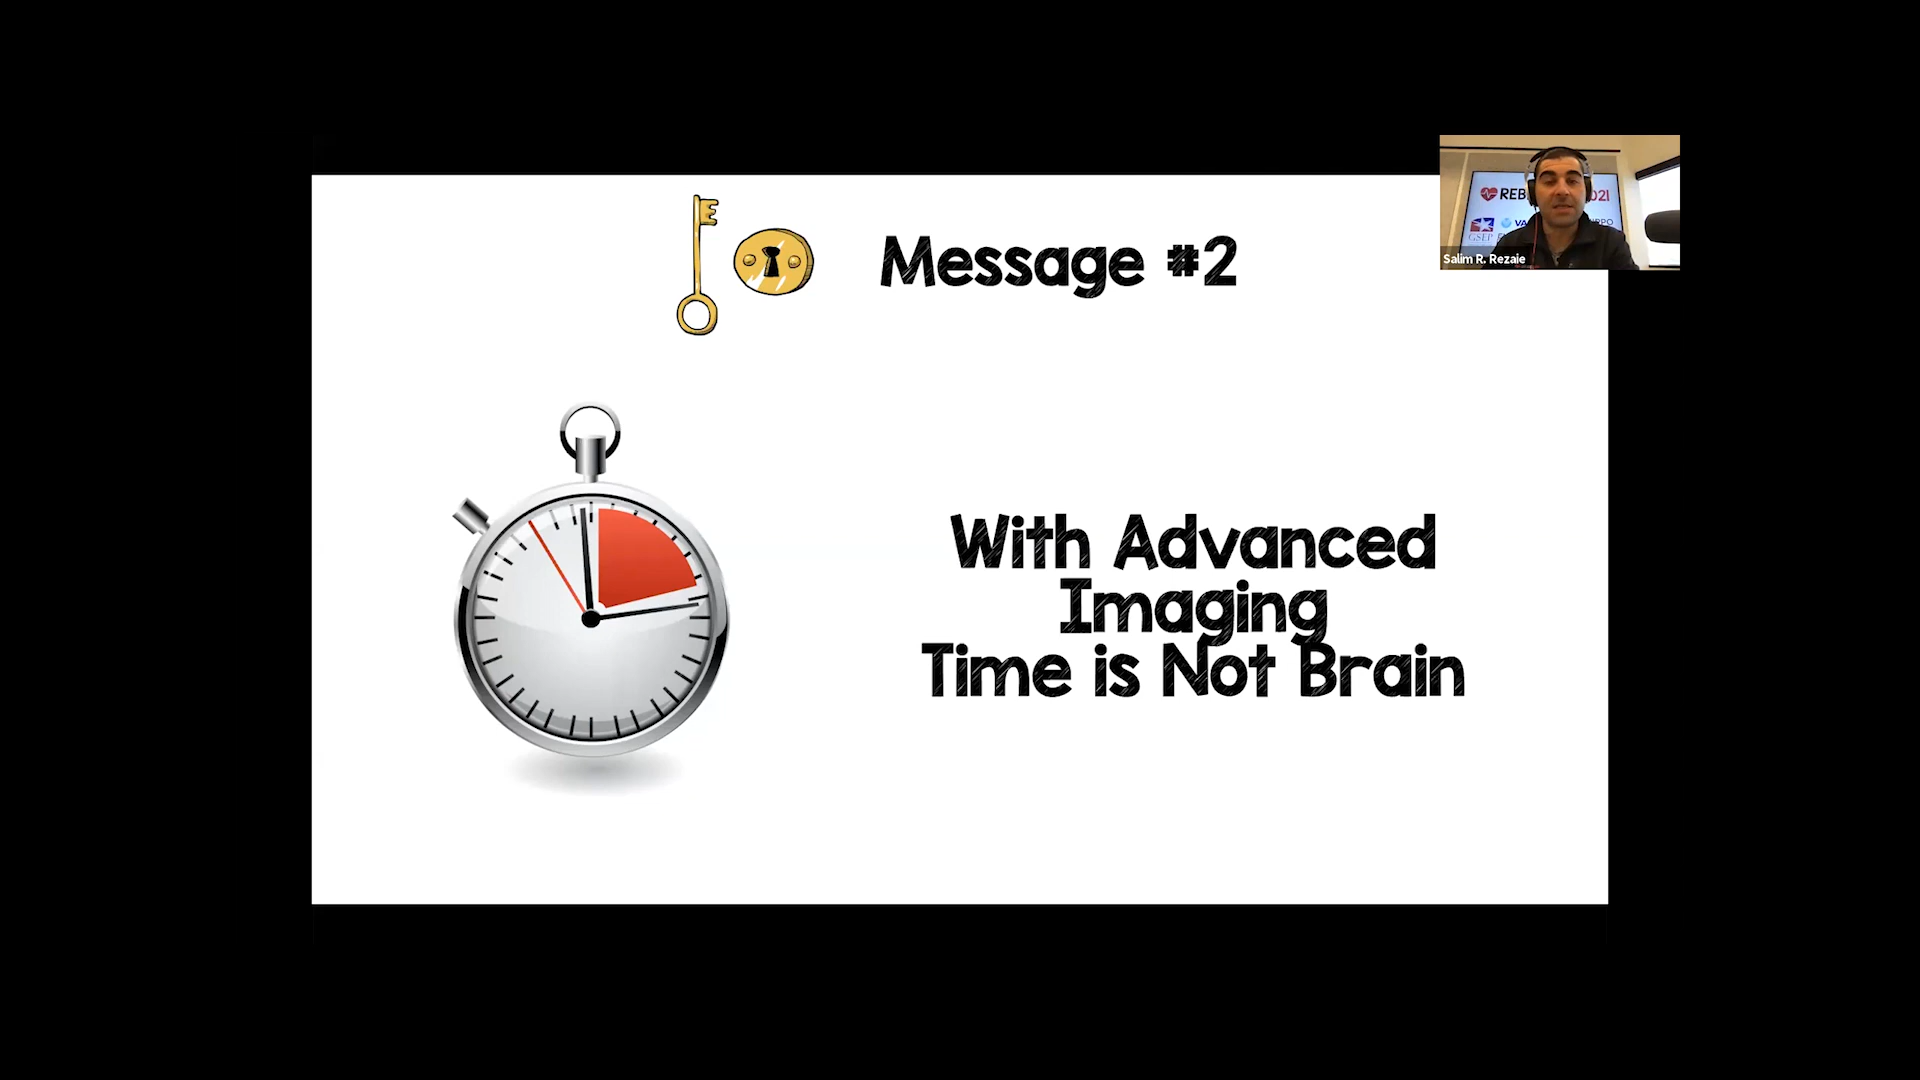 Message #2
With Advanced
Imaging
Time is Not Brain
Salim R. Rezaie